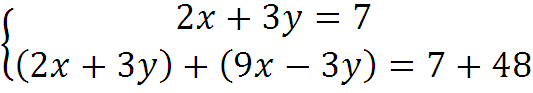 2x + 3y = 7
(2x + 3y) + (9x − 3y) = 7 + 48